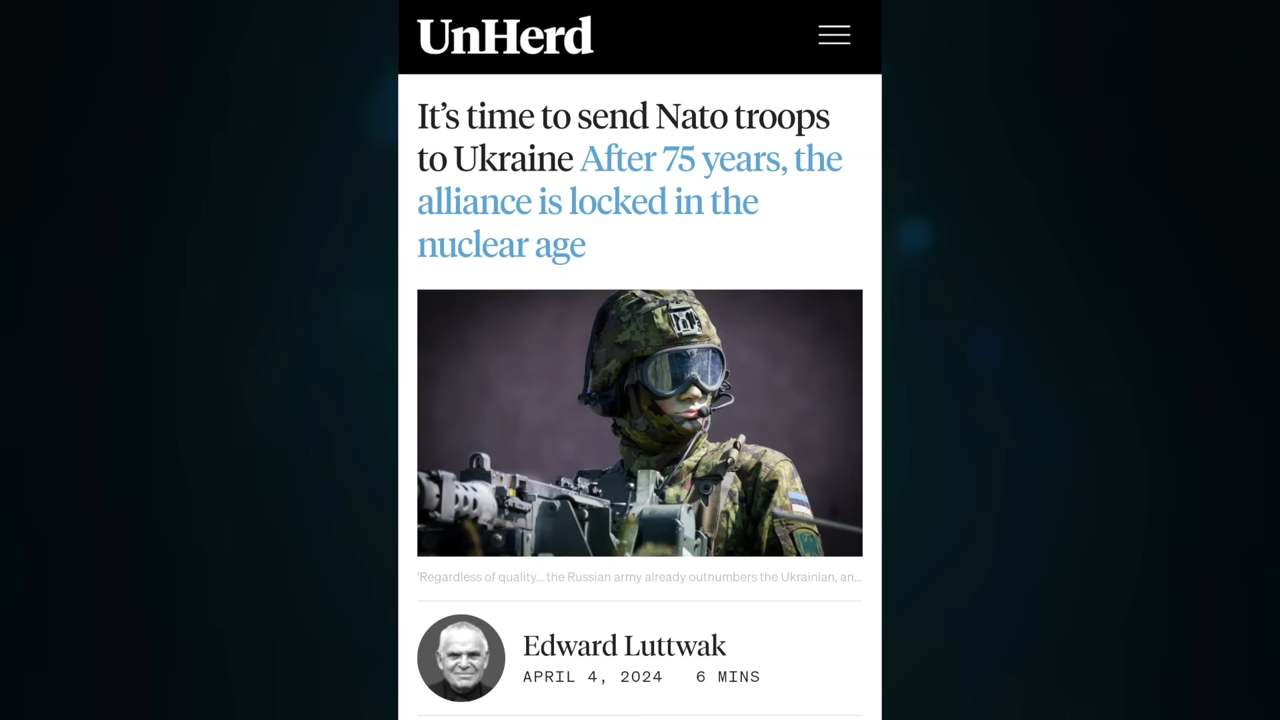 UnHerd
It’s time to send Nato troops
to Ukraine After 75 years, the
alliance is locked in the
nuclear age
'Regardless of quality... the Russian army already outnumbers the Ukrainian, an...
Edward Luttwak
APRIL 4, 2024 6 MINS